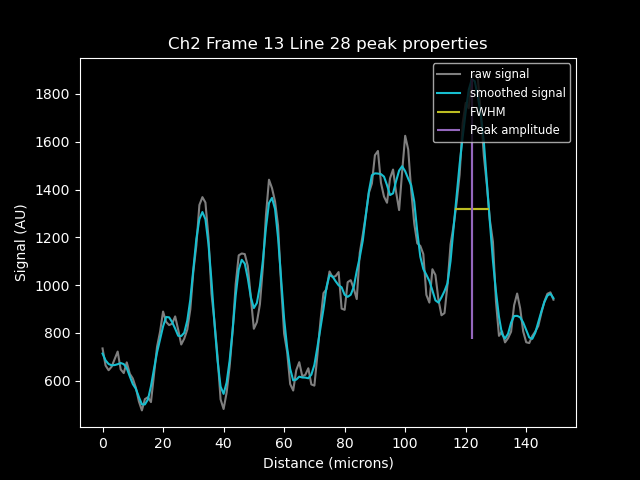 Ch2 Frame 13 Line 28 peak properties
raw signal
smoothed signal
FWHM
Peak amplitude
Signal (AU)
1800
1600
1400
1200
1000
800
600
0 20 40 60 80 100 120 140
Distance (microns)